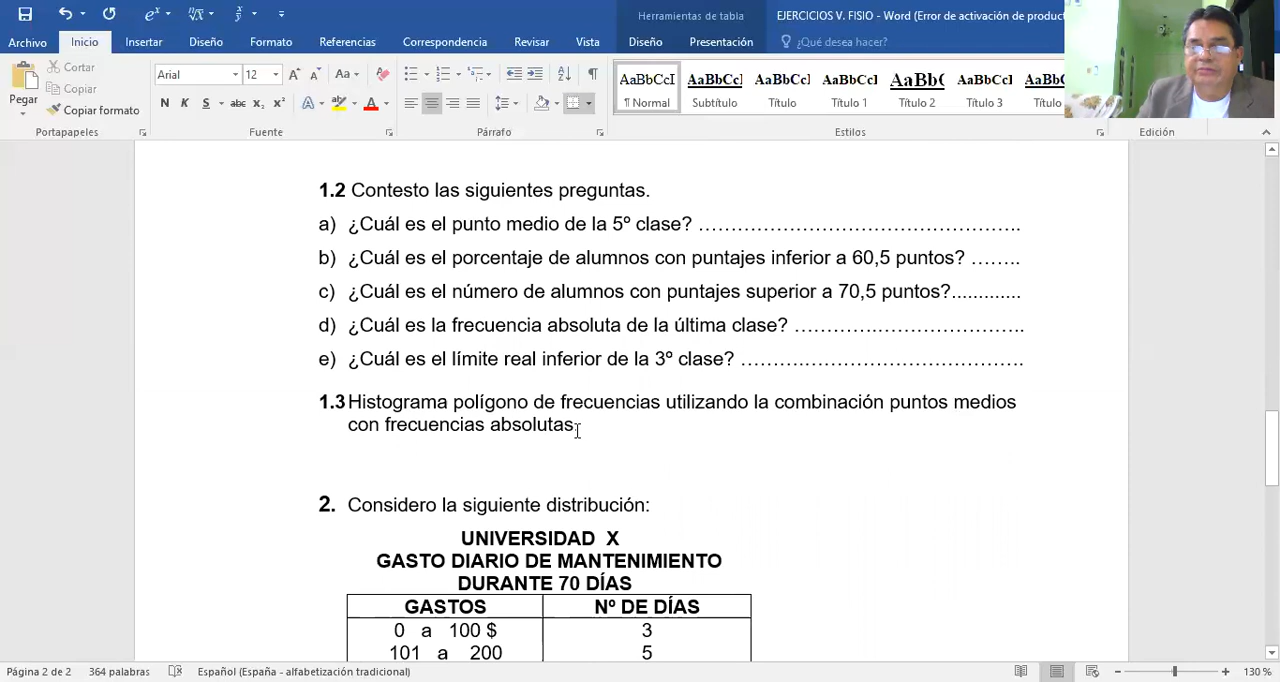 Herramientas de tabla
EJERCICIOS V. FISIO - Word (Error de activación de product
Archivo Inicio Insertar Diseño Formato Referencias Correspondencia Revisar Vista Diseño Presentación ¿Qué desea hacer?
Pegar
Cortar
Copiar
Copiar formato
Portapapeles
Arial 12
N K S abc x₂ x²
Fuente
Párrafo
AaBbCcI AaBbCcl AaBbCcl AaBbCcl AaBb( AaBbCcl AaBbC
¶ Normal Subtítulo Título Título 1 Título 2 Título 3 Título
Estilos
Edición
1.2 Contesto las siguientes preguntas.
a) ¿Cuál es el punto medio de la 5º clase? ………………………………………….
b) ¿Cuál es el porcentaje de alumnos con puntajes inferior a 60,5 puntos? ……..
c) ¿Cuál es el número de alumnos con puntajes superior a 70,5 puntos?.............
d) ¿Cuál es la frecuencia absoluta de la última clase? ………….………………….
e) ¿Cuál es el límite real inferior de la 3º clase? ……….……………………………
1.3 Histograma polígono de frecuencias utilizando la combinación puntos medios
con frecuencias absolutas.
2. Considero la siguiente distribución:
UNIVERSIDAD X
GASTO DIARIO DE MANTENIMIENTO
DURANTE 70 DÍAS
GASTOS Nº DE DÍAS
0 a 100 $ 3
101 a 200 5
Página 2 de 2 364 palabras Español (España - alfabetización tradicional) 130 %